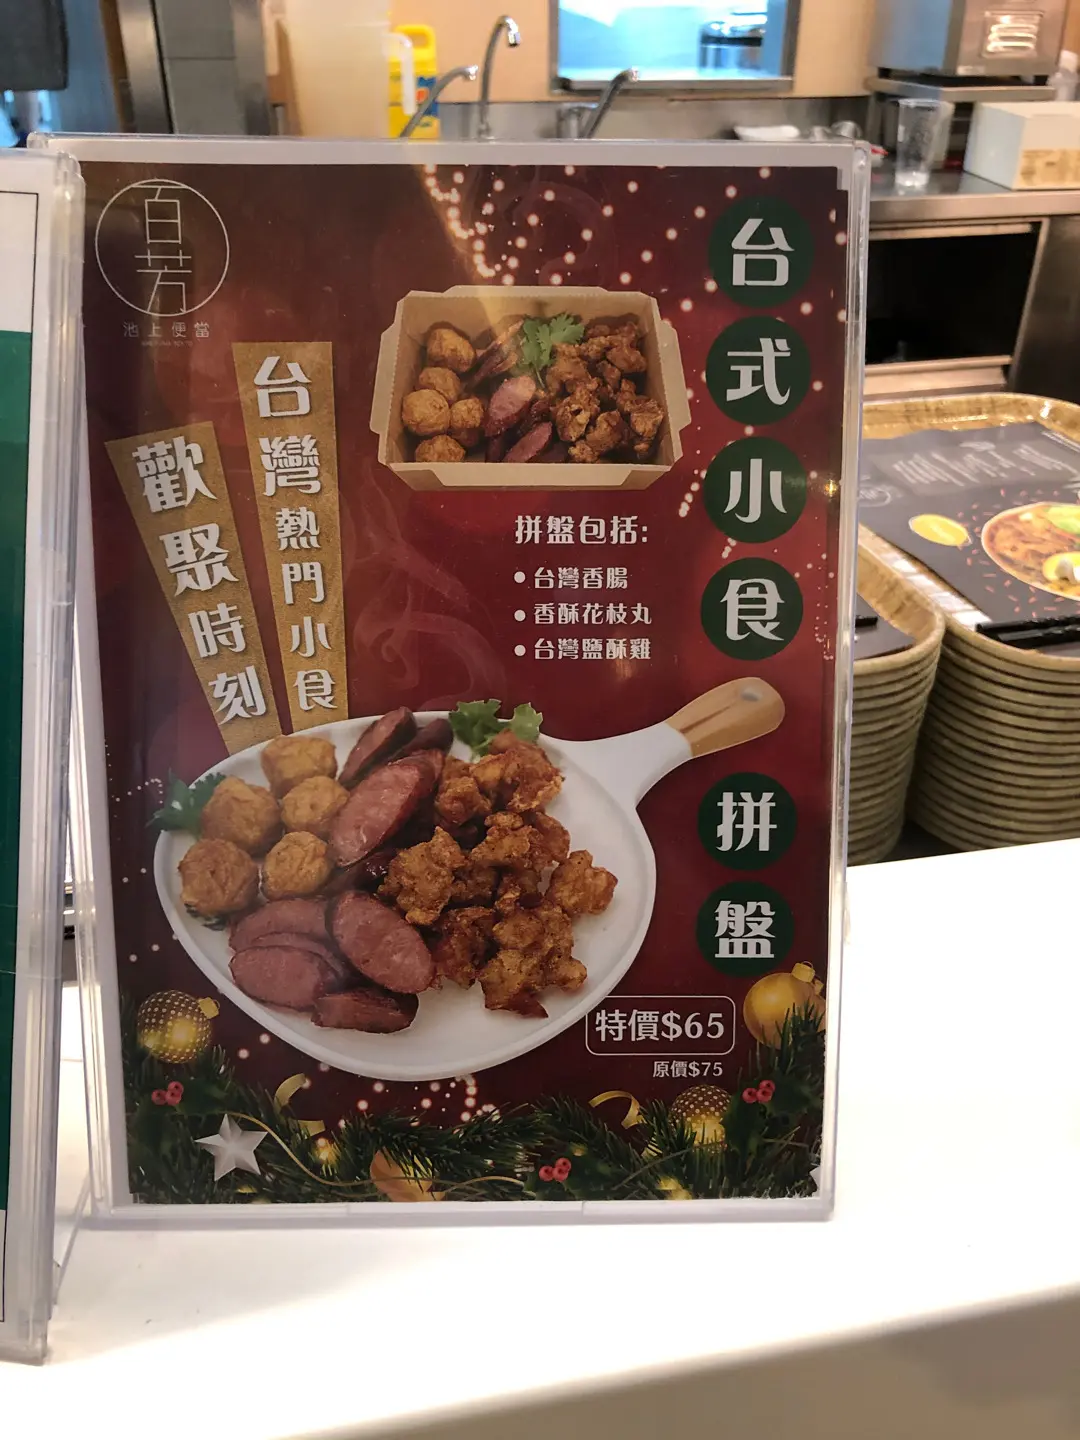 百芳
池上便當
台式小食拼盤
台灣熱門小食
歡聚時刻
拼盤包括:
• 台灣香腸
• 香酥花枝丸
• 台灣鹽酥雞
特價$65
原價$75